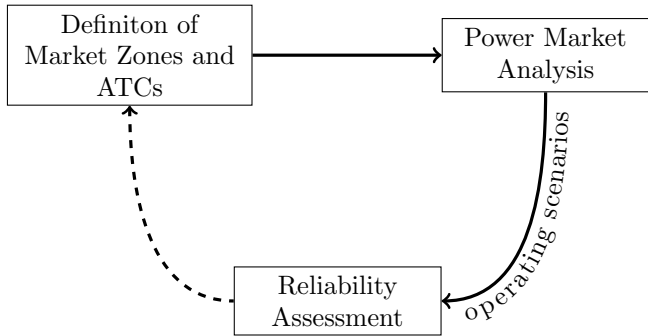 Definiton of
Market Zones and
ATCs
Power Market
Analysis
operating scenarios
Reliability
Assessment